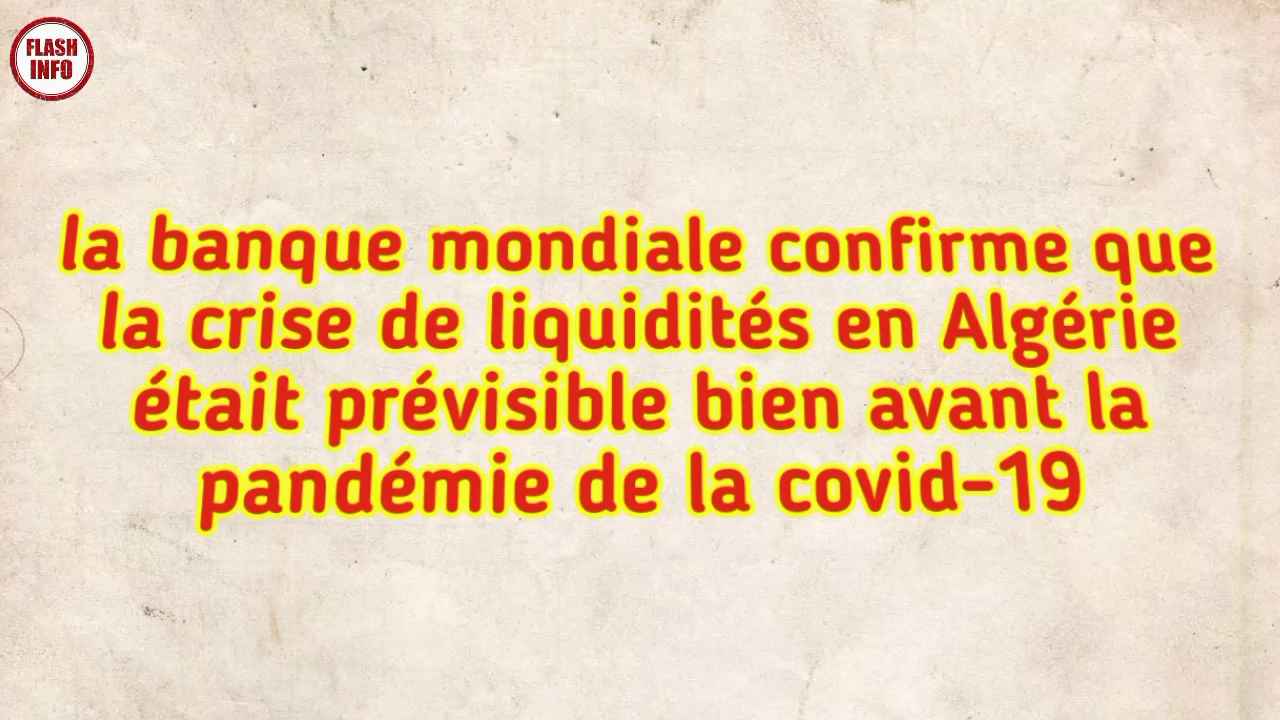 FLASH
INFO
la banque mondiale confirme que
la crise de liquidités en Algérie
était prévisible bien avant la
pandémie de la covid-19